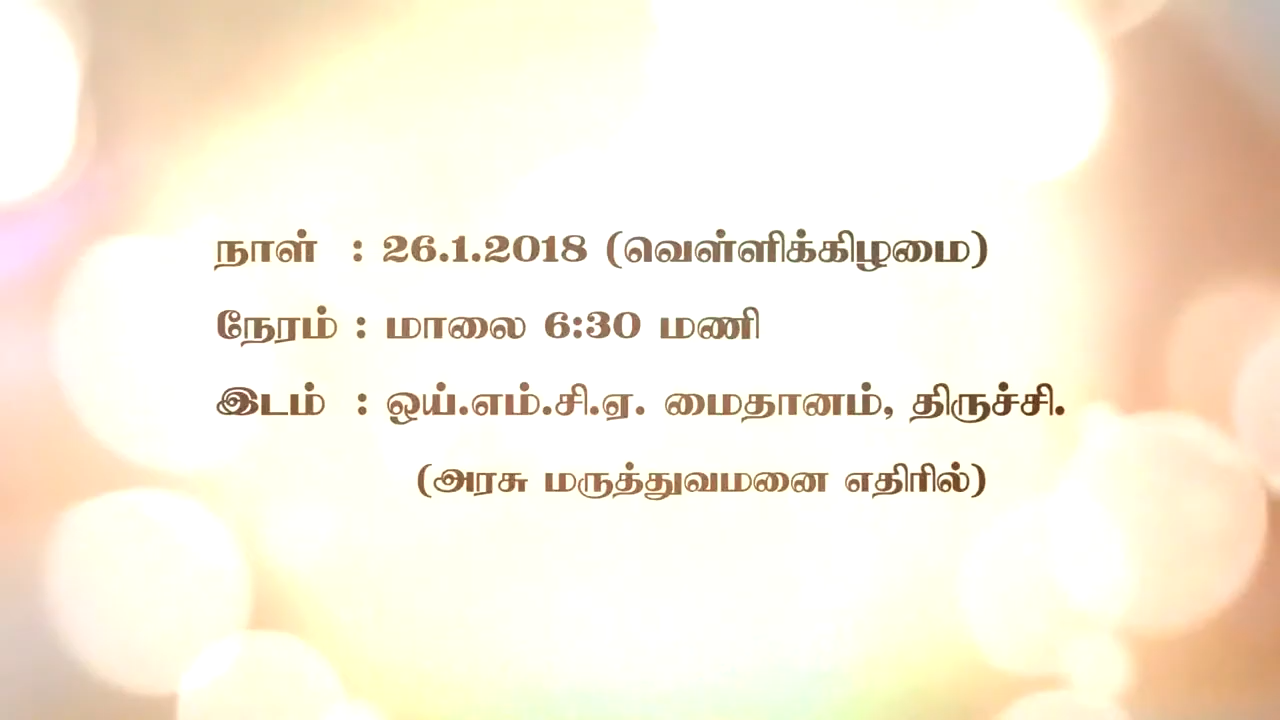 நாள் : 26.1.2018 (வெள்ளிக்கிழமை)
நேரம் : மாலை 6:30 மணி
இடம் : ஒய்.எம்.சி.ஏ. மைதானம், திருச்சி.
(அரசு மருத்துவமனை எதிரில்)